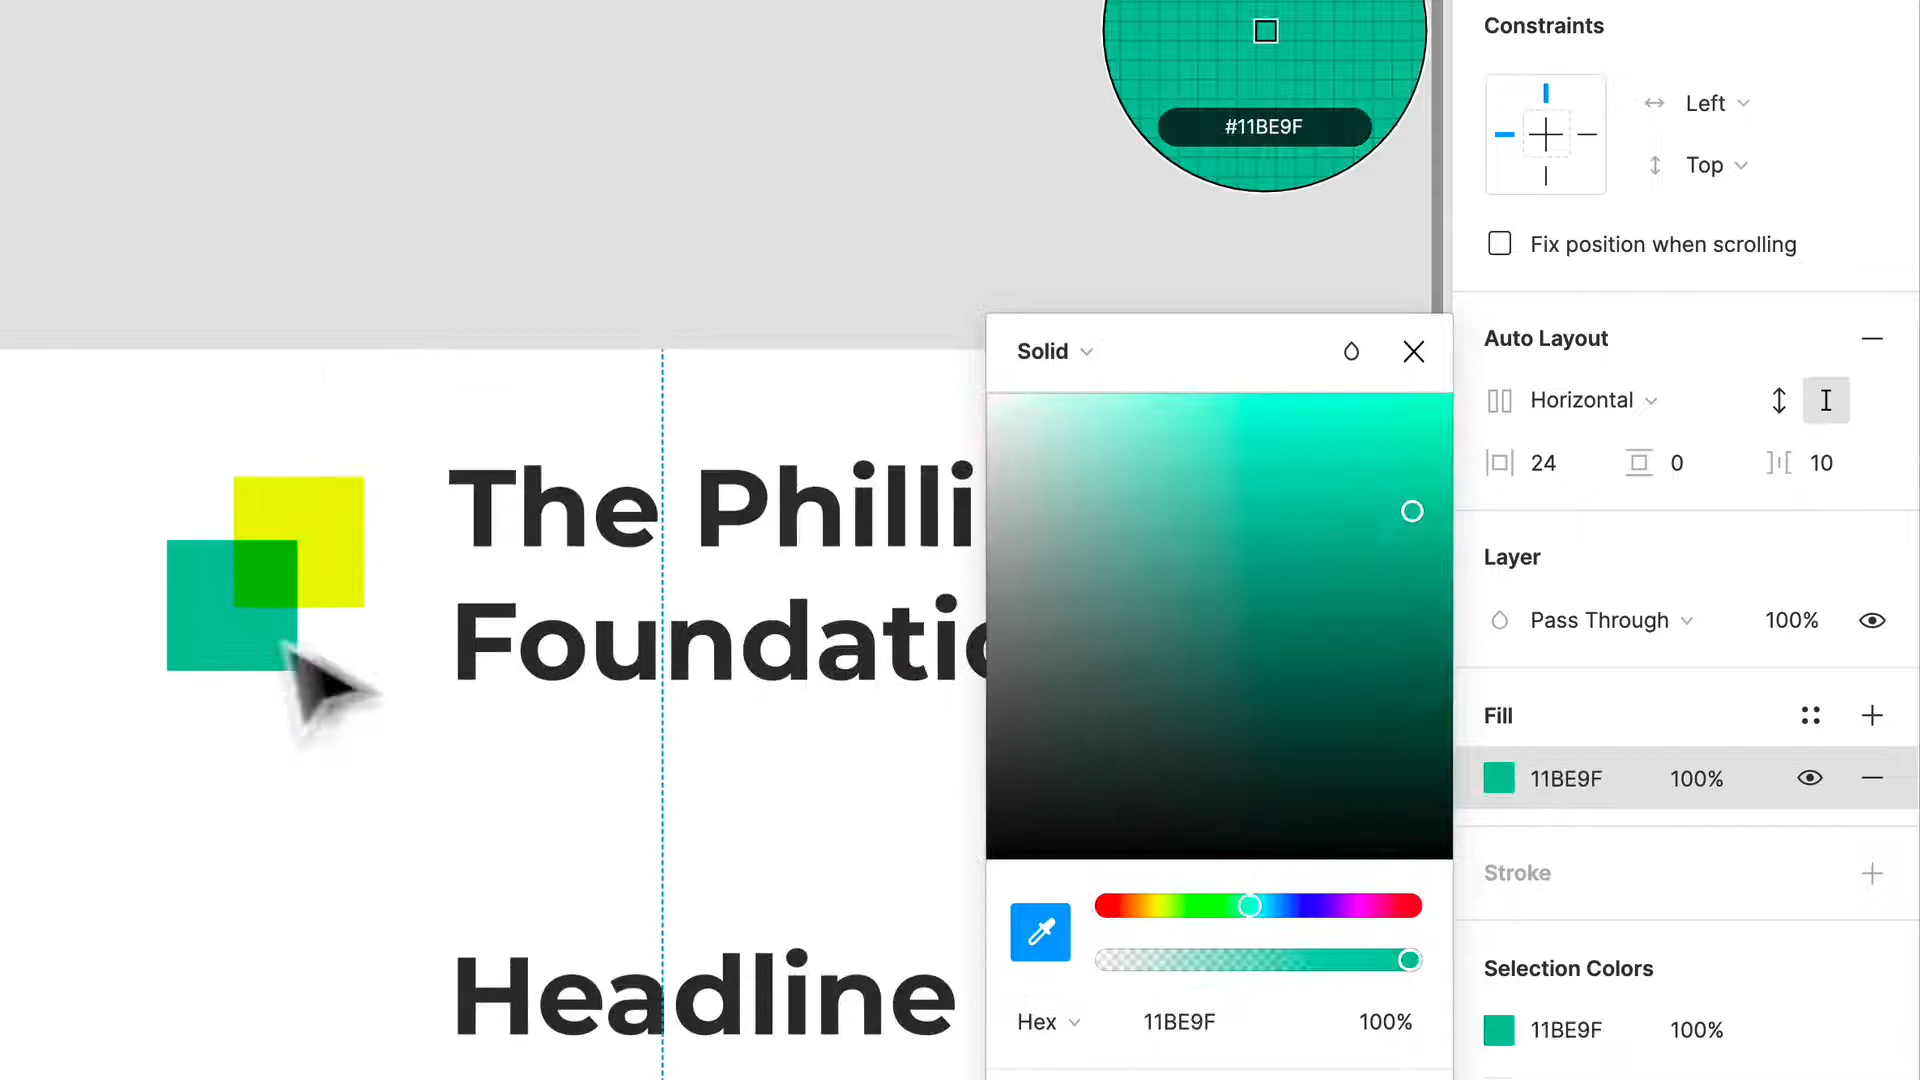 #11BE9F
The Philli
Foundatio
Headline
Solid
Hex
11BE9F
100%
Constraints
Left
Top
Fix position when scrolling
Auto Layout
Horizontal
24
0
10
Layer
Pass Through
100%
Fill
11BE9F
100%
Stroke
Selection Colors
11BE9F
100%